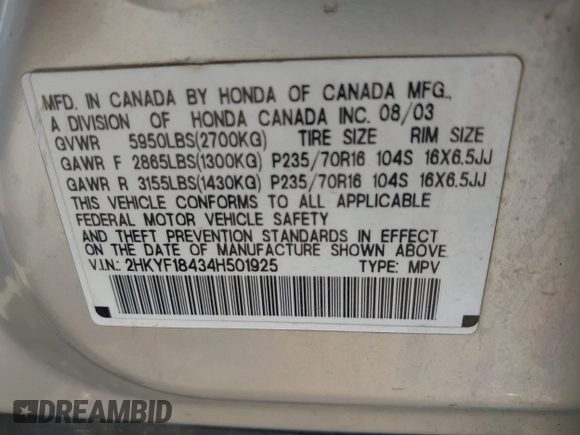 MFD. IN CANADA BY HONDA OF CANADA MFG.,
A DIVISION OF HONDA CANADA INC. 08/03
GVWR 5950LBS(2700KG) TIRE SIZE RIM SIZE
GAWR F 2865LBS(1300KG) P235/70R16 104S 16X6.5JJ
GAWR R 3155LBS(1430KG) P235/70R16 104S 16X6.5JJ
THIS VEHICLE CONFORMS TO ALL APPLICABLE
FEDERAL MOTOR VEHICLE SAFETY
AND THEFT PREVENTION STANDARDS IN EFFECT
ON THE DATE OF MANUFACTURE SHOWN ABOVE.
V.I.N.: 2HKYF18434H501925 TYPE: MPV
DREAMBID